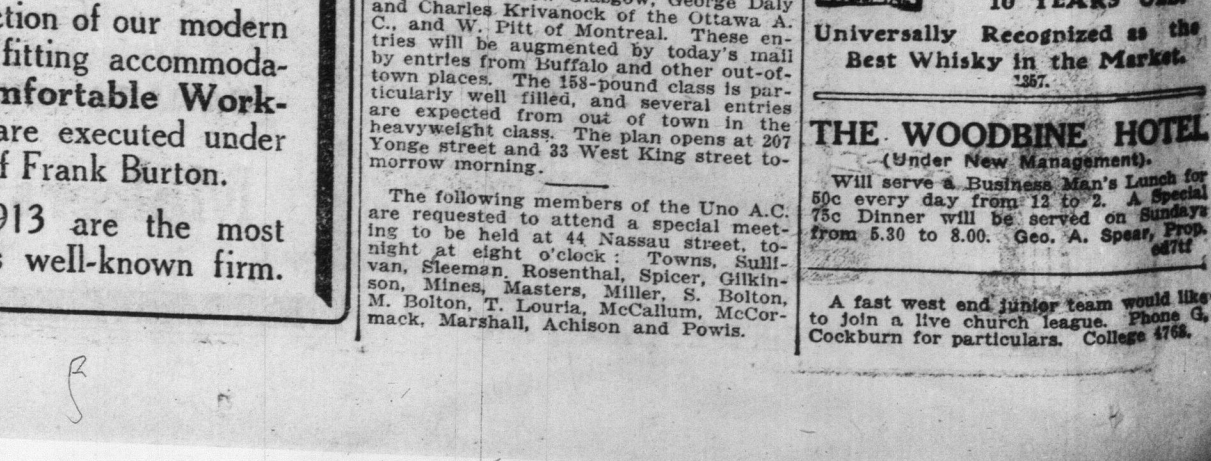 ction of our modern
fitting accommoda-
mfortable Work-
are executed under
f Frank Burton.
913 are the most
s well-known firm.
Glasgow, George Daly
and Charles Krivanock of the Ottawa A.
C., and W. Pitt of Montreal. These en-
tries will be augmented by today's mail
by entries from Buffalo and other out-of-
town places. The 158-pound class is par-
ticularly well filled, and several entries
are expected from out of town in the
heavyweight class. The plan opens at 207
Yonge street and 33 West King street to-
morrow morning.
The following members of the Uno A.C.
are requested to attend a special meet-
ing to be held at 44 Nassau street, to-
night at eight o'clock : Towns, Sulli-
van, Sleeman, Rosenthal, Spicer, Gilkin-
son, Mines, Masters, Miller, S. Bolton,
M. Bolton, T. Louria, McCallum, McCor-
mack, Marshall, Achison and Powis.
10 YEARS OLD
Universally Recognized as the
Best Whisky in the Market.
1357.
THE WOODBINE HOTEL
(Under New Management).
Will serve a Business Man's Lunch for
50c every day from 12 to 2. A Special
75c Dinner will be served on Sundays
from 5.30 to 8.00. Geo. A. Spear, Prop.
ed7tf
A fast west end junior team would like
to join a live church league. Phone G.
Cockburn for particulars. College 4768.